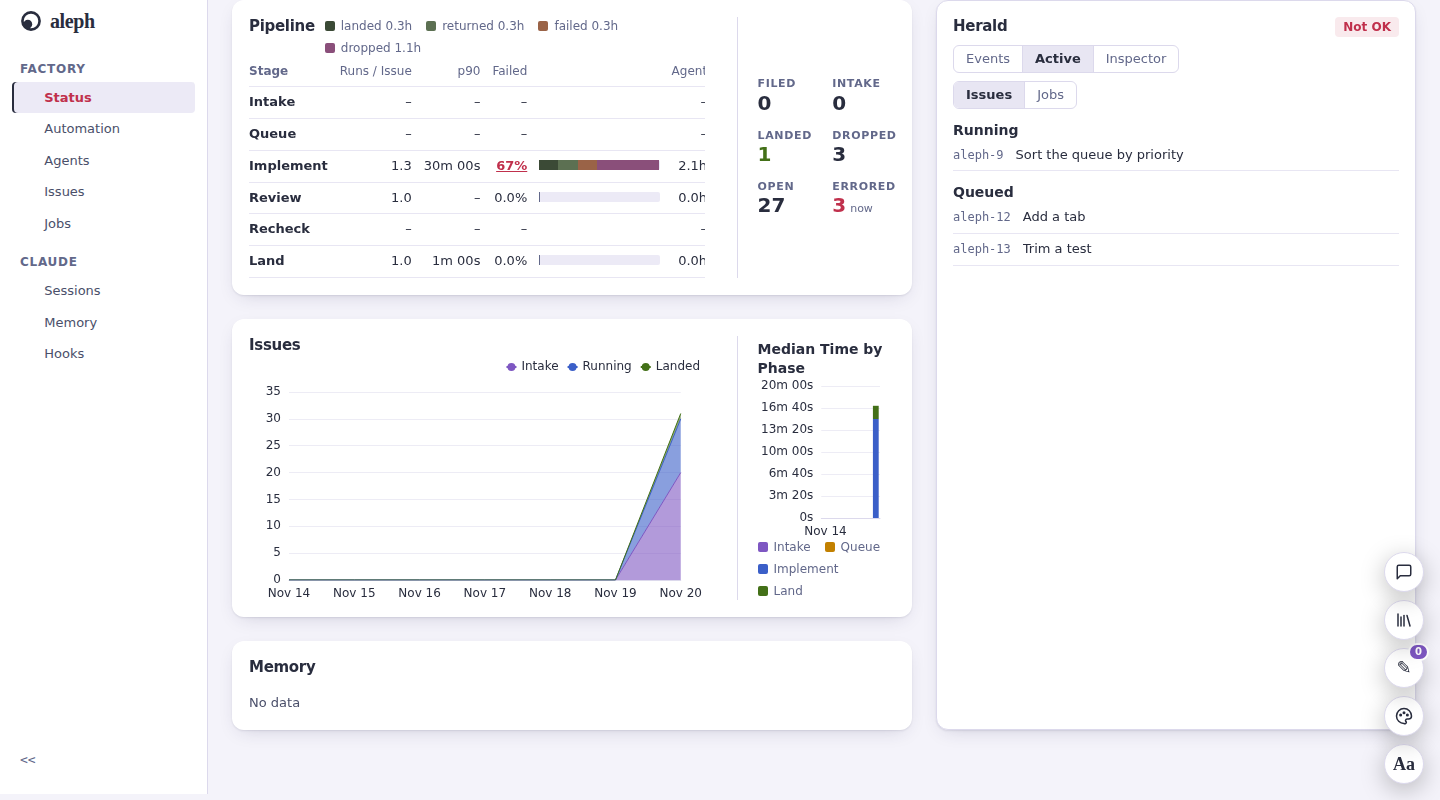 aleph
FACTORY
Status
Automation
Agents
Issues
Jobs
CLAUDE
Sessions
Memory
Hooks
<<
Pipeline
landed 0.3h returned 0.3h failed 0.3h
dropped 1.1h
Stage Runs / Issue p90 Failed Agent
Intake – – – –
Queue – – – –
Implement 1.3 30m 00s 67% 2.1h
Review 1.0 – 0.0% 0.0h
Recheck – – – –
Land 1.0 1m 00s 0.0% 0.0h
FILED INTAKE
0 0
LANDED DROPPED
1 3
OPEN ERRORED
27 3 now
Issues
Intake Running Landed
35
30
25
20
15
10
5
0
Nov 14 Nov 15 Nov 16 Nov 17 Nov 18 Nov 19 Nov 20
Median Time by
Phase
20m 00s
16m 40s
13m 20s
10m 00s
6m 40s
3m 20s
0s
Nov 14
Intake Queue
Implement
Land
Memory
No data
Herald Not OK
Events Active Inspector
Issues Jobs
Running
aleph-9 Sort the queue by priority
Queued
aleph-12 Add a tab
aleph-13 Trim a test
0
Aa